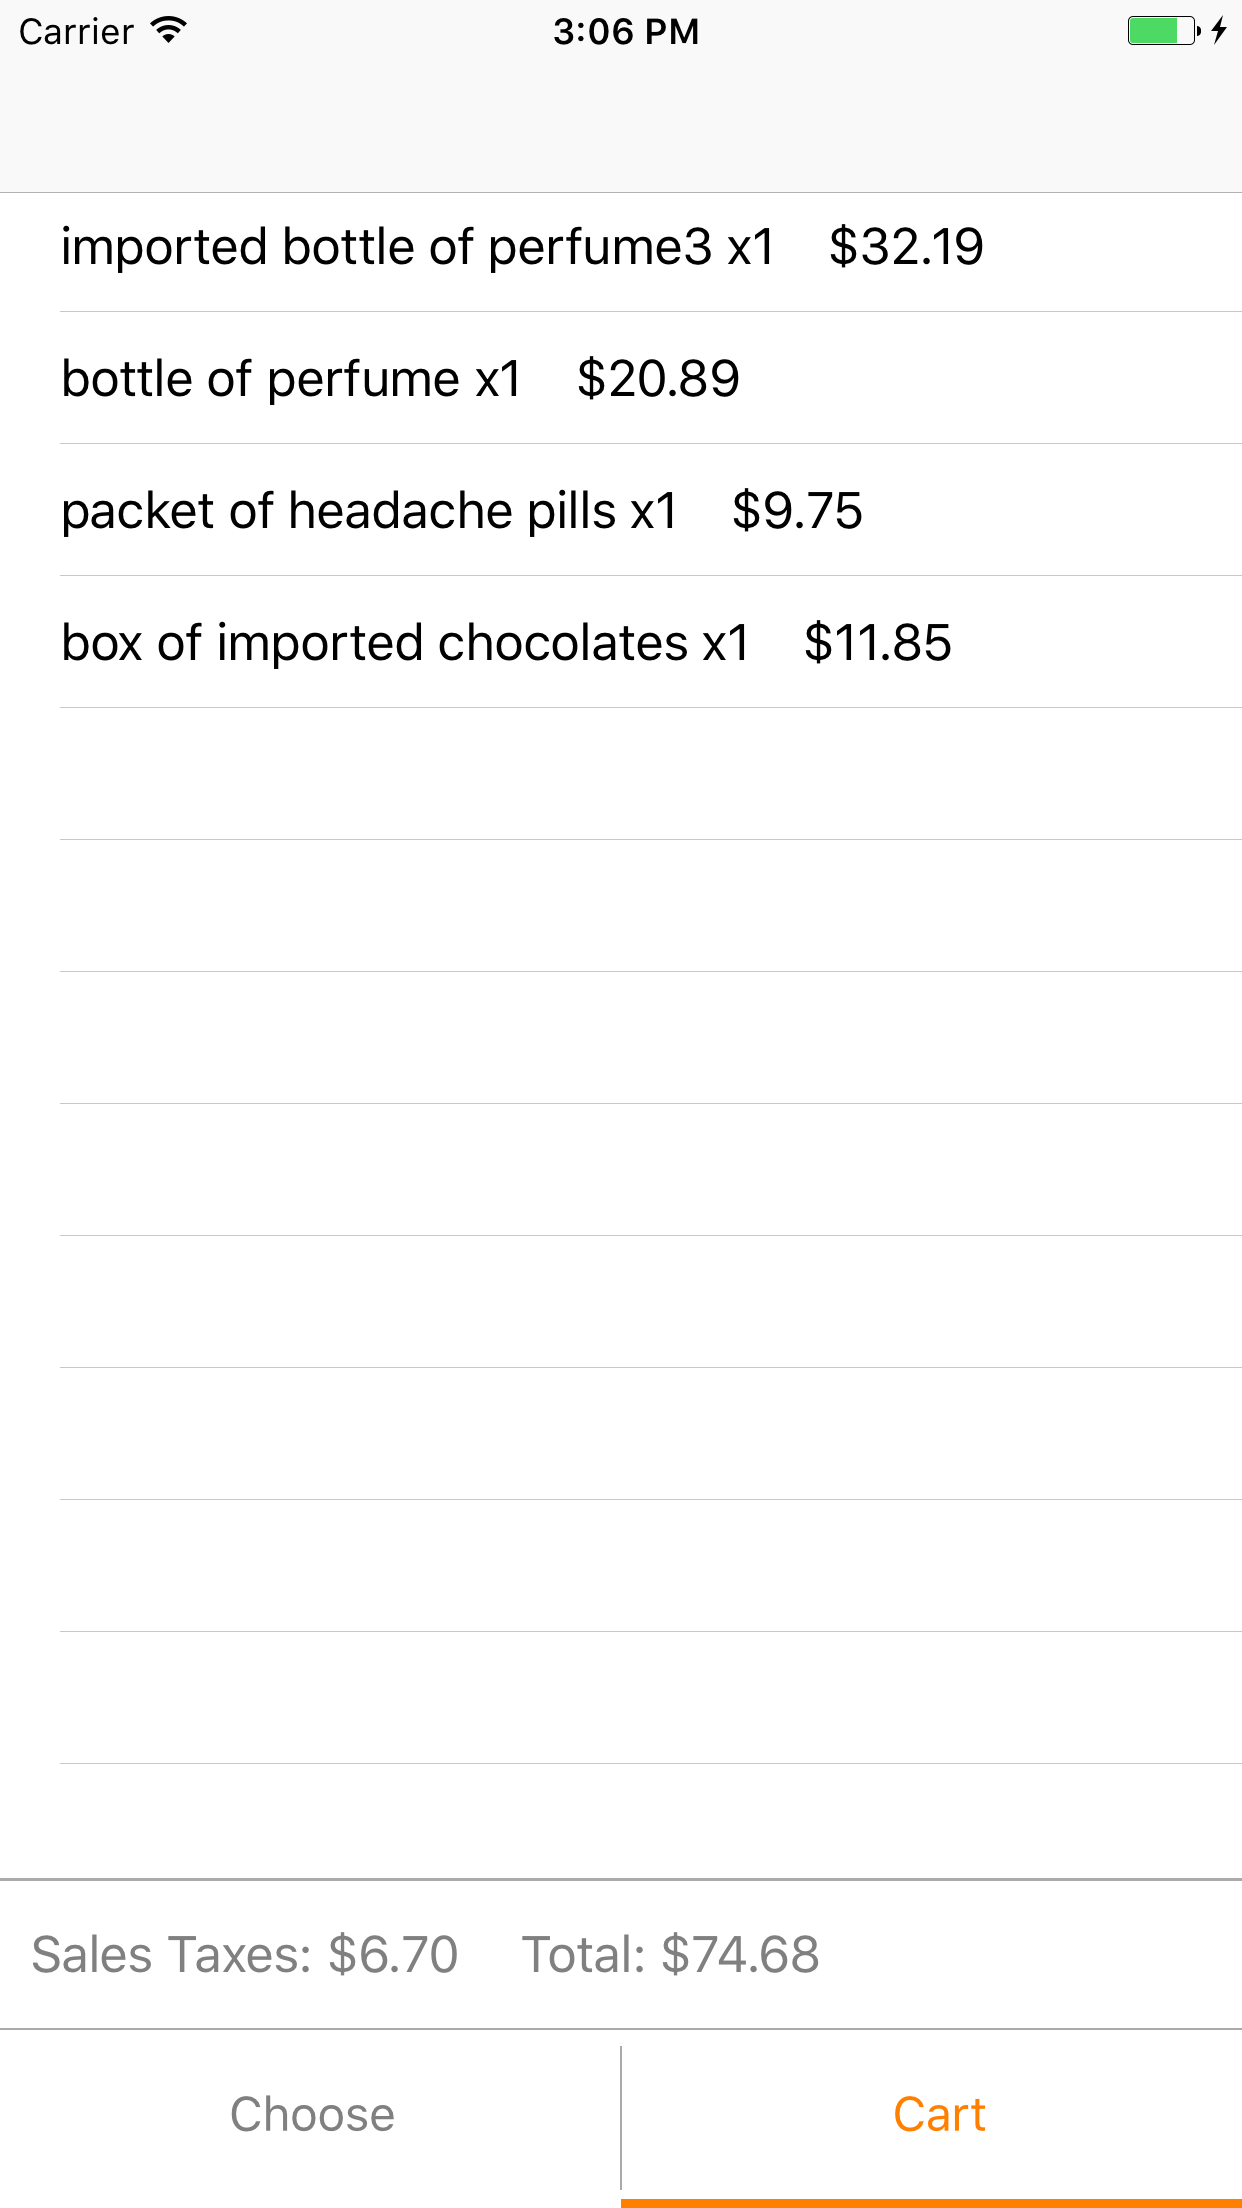 Carrier 3:06 PM
imported bottle of perfume3 x1 $32.19
bottle of perfume x1 $20.89
packet of headache pills x1 $9.75
box of imported chocolates x1 $11.85
Sales Taxes: $6.70 Total: $74.68
Choose Cart